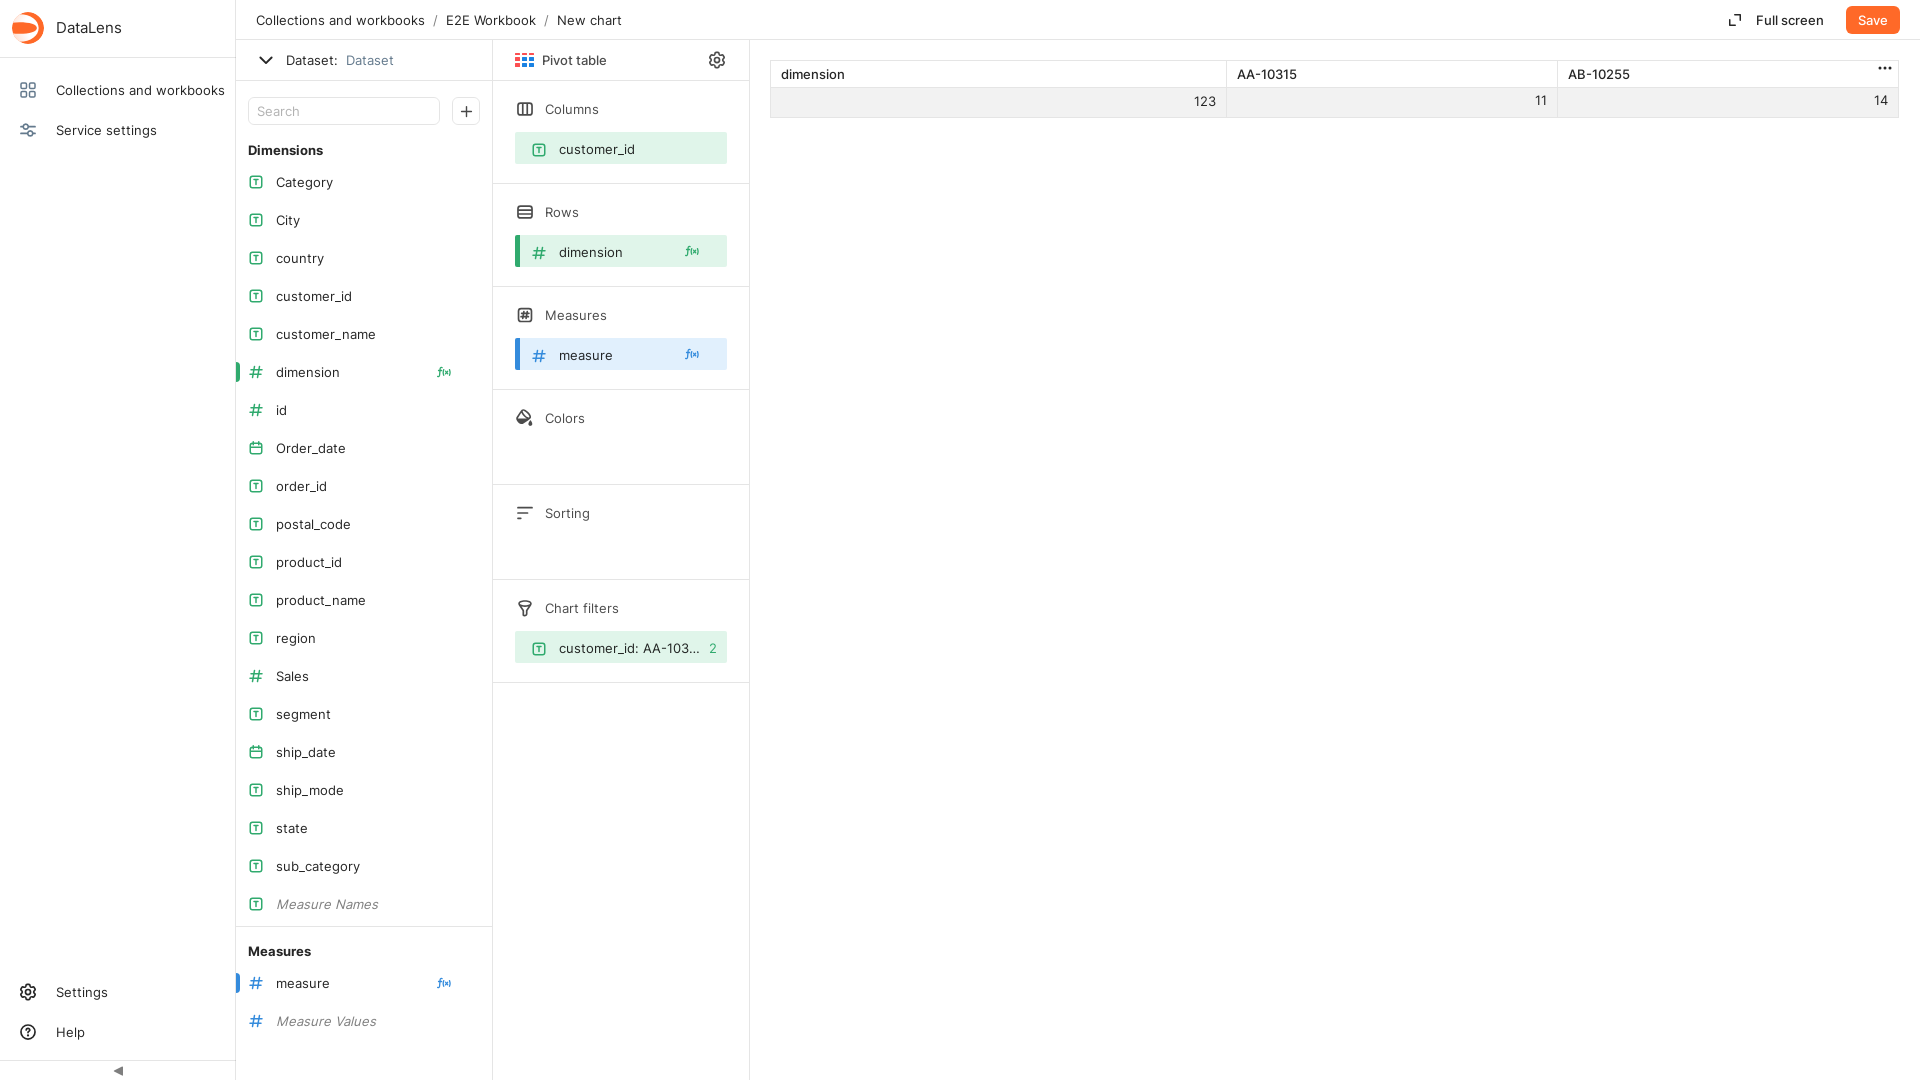 DataLens
Collections and workbooks
Service settings
Settings
Help
Collections and workbooks / E2E Workbook / New chart
Full screen
Save
Dataset: Dataset
Search
Dimensions
Category
City
country
customer_id
customer_name
dimension
id
Order_date
order_id
postal_code
product_id
product_name
region
Sales
segment
ship_date
ship_mode
state
sub_category
Measure Names
Measures
measure
Measure Values
Pivot table
Columns
customer_id
Rows
dimension
Measures
measure
Colors
Sorting
Chart filters
customer_id: AA-103... 2
dimension AA-10315 AB-10255
123 11 14